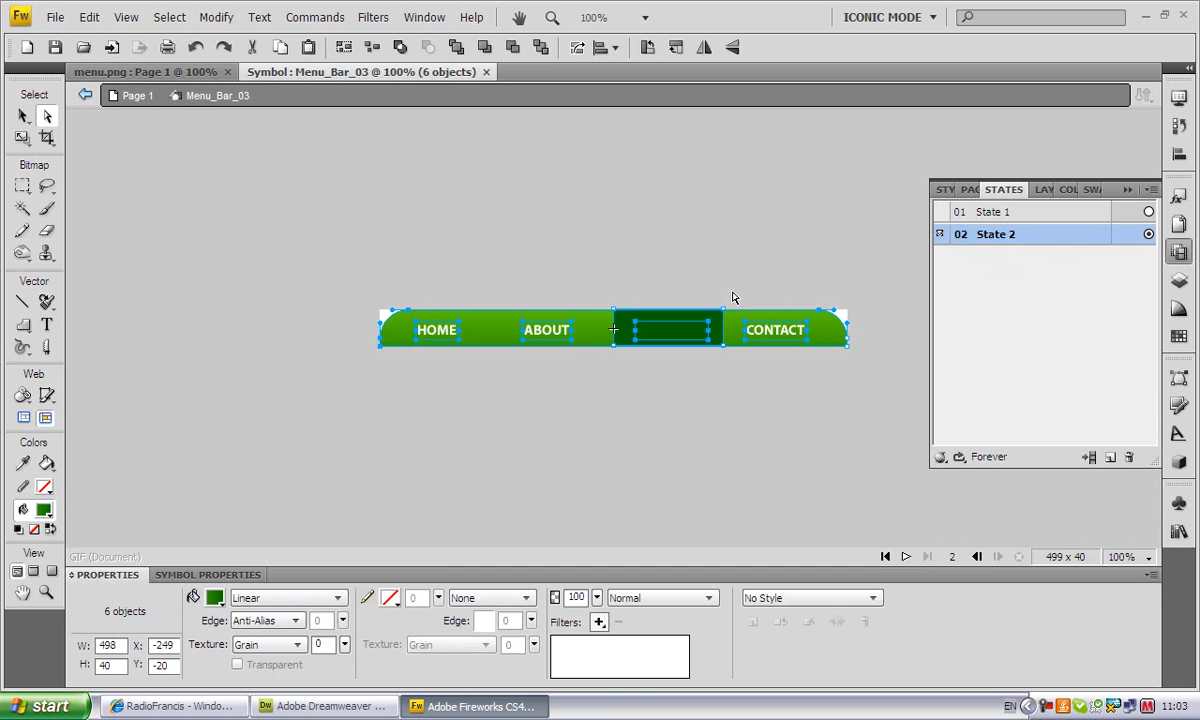 Fw File Edit View Select Modify Text Commands Filters Window Help 100% ICONIC MODE
menu.png : Page 1 @ 100% Symbol : Menu_Bar_03 @ 100% (6 objects)
Page 1 Menu_Bar_03
Select
Bitmap
Vector
Web
Colors
View
STY PAG STATES LAY COL SWA
01 State 1
02 State 2
Forever
HOME ABOUT CONTACT
GIF (Document) 2 499 x 40 100%
PROPERTIES SYMBOL PROPERTIES
6 objects
Linear 0 None 100 Normal No Style
Edge: Anti-Alias 0 Edge: 0 Filters:
W: 498 X: -249 Texture: Grain 0 Texture: Grain 0
H: 40 Y: -20 Transparent
start RadioFrancis - Windo... Dw Adobe Dreamweaver ... Fw Adobe Fireworks CS4... EN 11:03